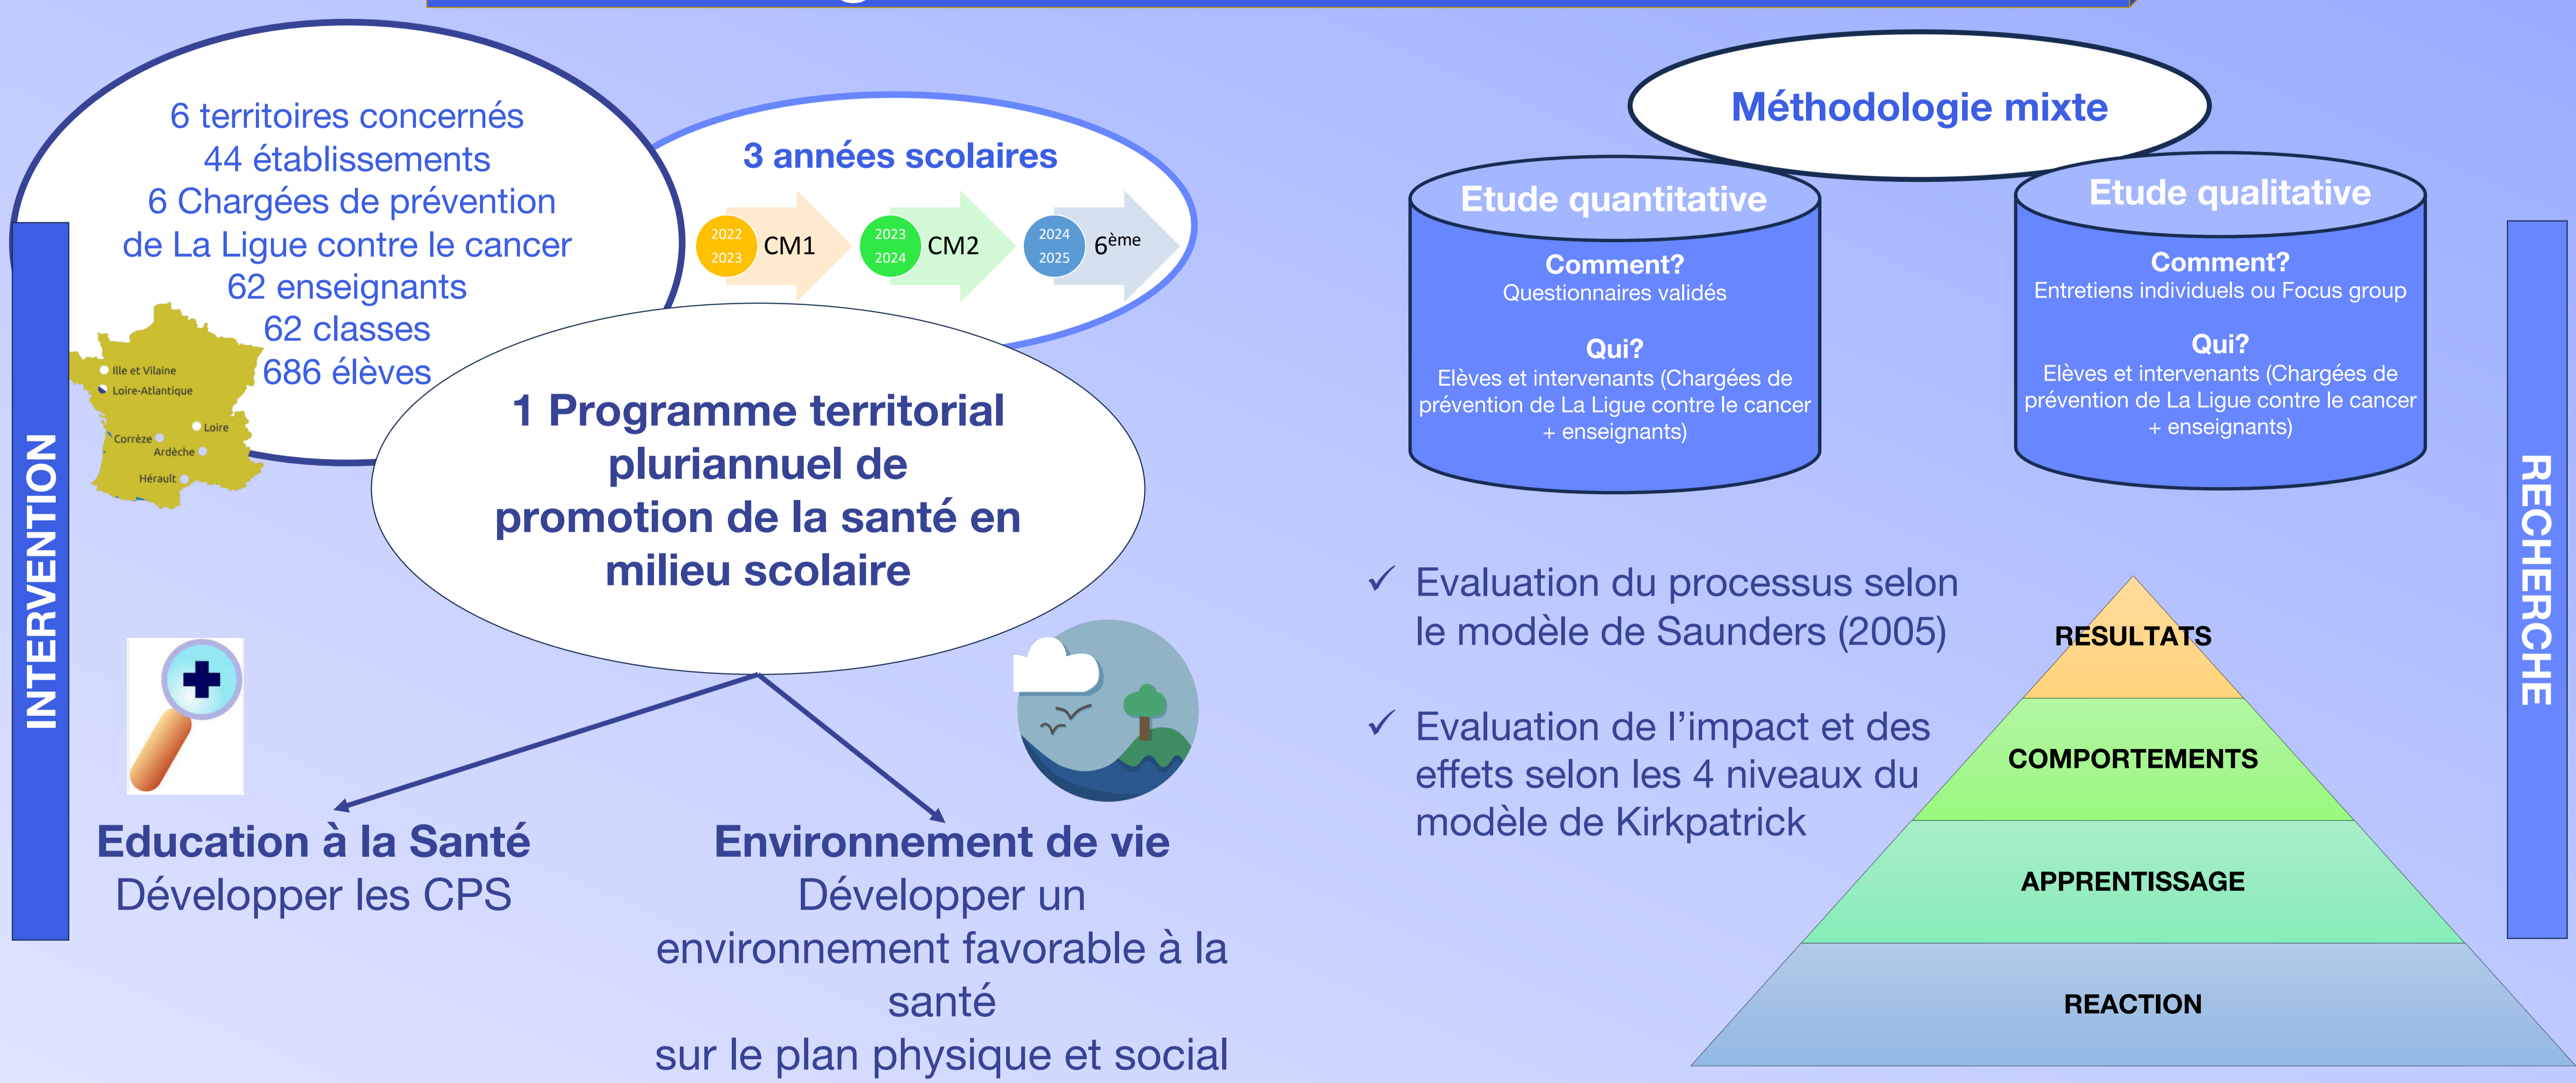 INTERVENTION
6 territoires concernés
44 établissements
6 Chargées de prévention
de La Ligue contre le cancer
62 enseignants
62 classes
686 élèves
Ille et Vilaine
Loire-Atlantique
Loire
Corrèze
Ardèche
Hérault
3 années scolaires
2022
2023
CM1
2023
2024
CM2
2024
2025
6ème
1 Programme territorial
pluriannuel de
promotion de la santé en
milieu scolaire
Education à la Santé
Développer les CPS
Environnement de vie
Développer un
environnement favorable à la
santé
sur le plan physique et social
Méthodologie mixte
Etude quantitative
Comment?
Questionnaires validés
Qui?
Elèves et intervenants (Chargées de
prévention de La Ligue contre le cancer
+ enseignants)
Etude qualitative
Comment?
Entretiens individuels ou Focus group
Qui?
Elèves et intervenants (Chargées de
prévention de La Ligue contre le cancer
+ enseignants)
✓ Evaluation du processus selon
le modèle de Saunders (2005)
✓ Evaluation de l’impact et des
effets selon les 4 niveaux du
modèle de Kirkpatrick
RESULTATS
COMPORTEMENTS
APPRENTISSAGE
REACTION
RECHERCHE